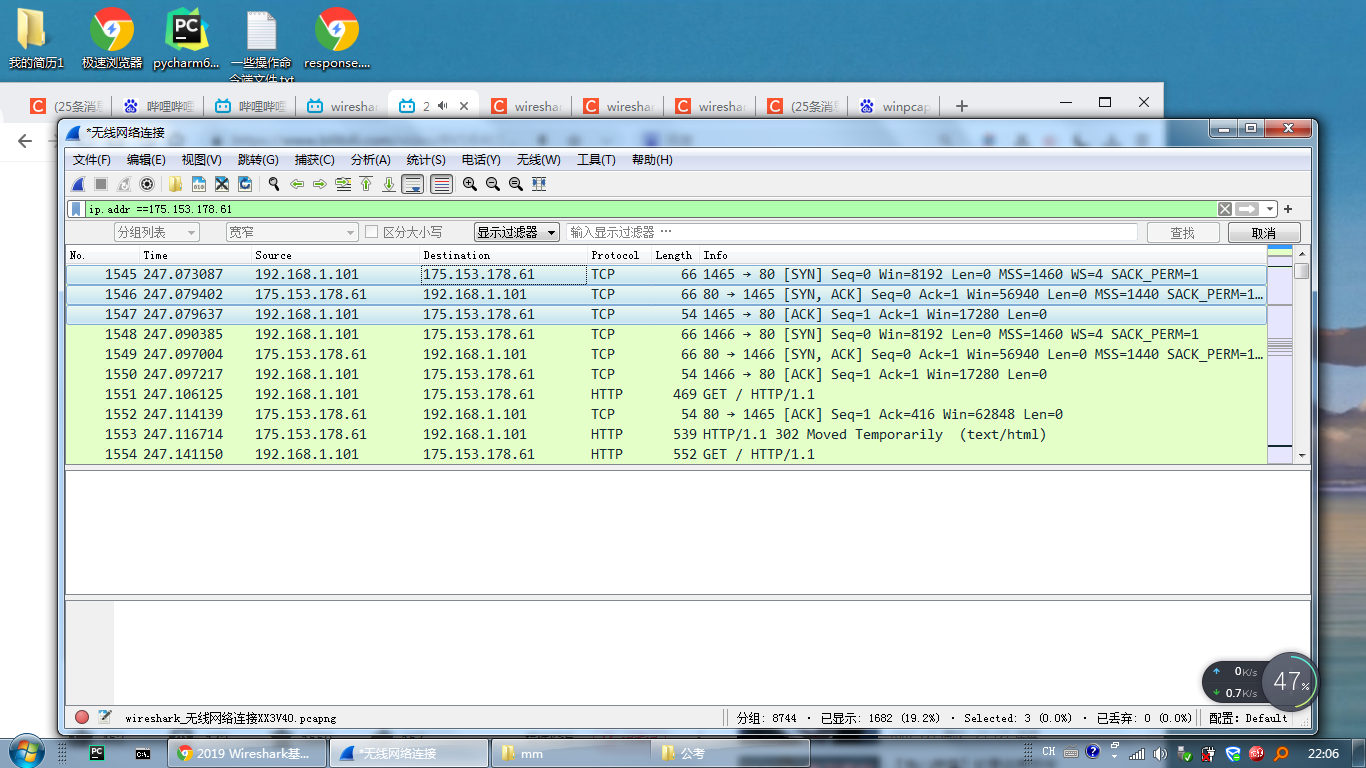 我的简历1
极速浏览器
pycharm6...
一些操作命
令端文件.txt
response....
(25条消
哔哩哔哩
哔哩哔哩
wireshar
2
wireshar
wireshar
wireshar
(25条消
winpcap
*无线网络连接
文件(F) 编辑(E) 视图(V) 跳转(G) 捕获(C) 分析(A) 统计(S) 电话(Y) 无线(W) 工具(T) 帮助(H)
ip.addr ==175.153.178.61
分组列表 宽窄 区分大小写 显示过滤器 输入显示过滤器 … 查找 取消
No. Time Source Destination Protocol Length Info
1545 247.073087 192.168.1.101 175.153.178.61 TCP 66 1465 → 80 [SYN] Seq=0 Win=8192 Len=0 MSS=1460 WS=4 SACK_PERM=1
1546 247.079402 175.153.178.61 192.168.1.101 TCP 66 80 → 1465 [SYN, ACK] Seq=0 Ack=1 Win=56940 Len=0 MSS=1440 SACK_PERM=1…
1547 247.079637 192.168.1.101 175.153.178.61 TCP 54 1465 → 80 [ACK] Seq=1 Ack=1 Win=17280 Len=0
1548 247.090385 192.168.1.101 175.153.178.61 TCP 66 1466 → 80 [SYN] Seq=0 Win=8192 Len=0 MSS=1460 WS=4 SACK_PERM=1
1549 247.097004 175.153.178.61 192.168.1.101 TCP 66 80 → 1466 [SYN, ACK] Seq=0 Ack=1 Win=56940 Len=0 MSS=1440 SACK_PERM=1…
1550 247.097217 192.168.1.101 175.153.178.61 TCP 54 1466 → 80 [ACK] Seq=1 Ack=1 Win=17280 Len=0
1551 247.106125 192.168.1.101 175.153.178.61 HTTP 469 GET / HTTP/1.1
1552 247.114139 175.153.178.61 192.168.1.101 TCP 54 80 → 1465 [ACK] Seq=1 Ack=416 Win=62848 Len=0
1553 247.116714 175.153.178.61 192.168.1.101 HTTP 539 HTTP/1.1 302 Moved Temporarily (text/html)
1554 247.141150 192.168.1.101 175.153.178.61 HTTP 552 GET / HTTP/1.1
0K/s
0.7K/s
47%
wireshark_无线网络连接XX3V40.pcapng
分组: 8744 · 已显示: 1682 (19.2%) · Selected: 3 (0.0%) · 已丢弃: 0 (0.0%)
配置: Default
2019 Wireshark基...
*无线网络连接
mm
公考
CH
22:06